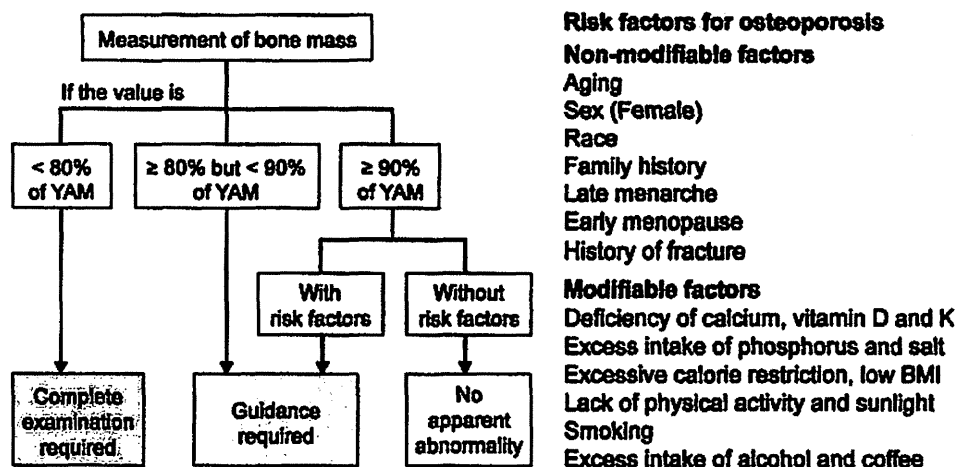 Measurement of bone mass
If the value is
< 80%
of YAM
≥ 80% but < 90%
of YAM
≥ 90%
of YAM
With
risk factors
Without
risk factors
Complete
examination
required
Guidance
required
No
apparent
abnormality
Risk factors for osteoporosis
Non-modifiable factors
Aging
Sex (Female)
Race
Family history
Late menarche
Early menopause
History of fracture
Modifiable factors
Deficiency of calcium, vitamin D and K
Excess intake of phosphorus and salt
Excessive calorie restriction, low BMI
Lack of physical activity and sunlight
Smoking
Excess intake of alcohol and coffee